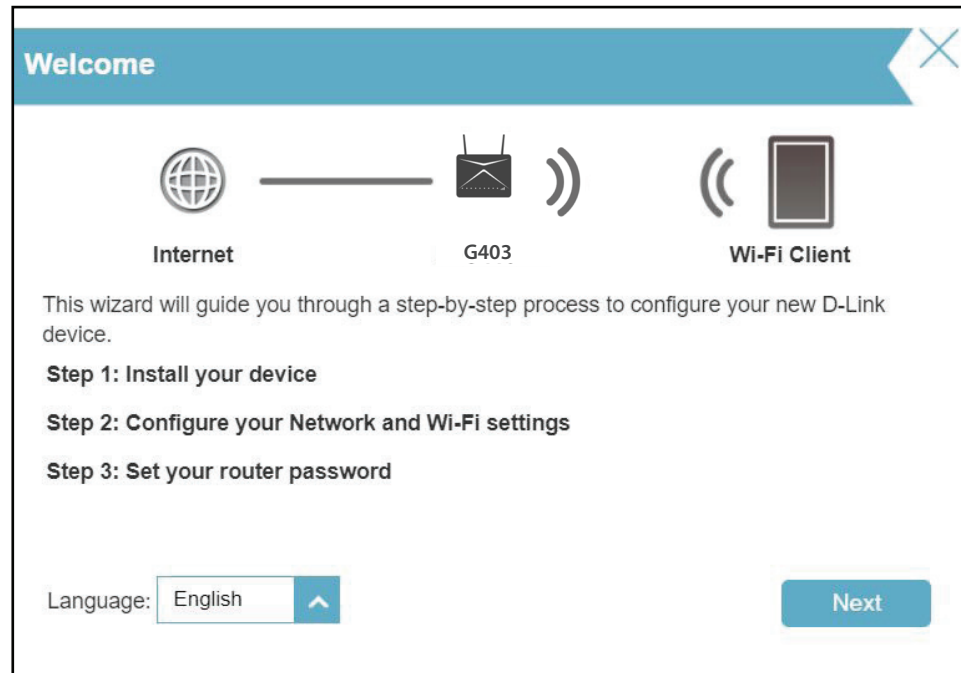 Welcome
Internet
G403
Wi-Fi Client
This wizard will guide you through a step-by-step process to configure your new D-Link
device.
Step 1: Install your device
Step 2: Configure your Network and Wi-Fi settings
Step 3: Set your router password
Language: English
Next